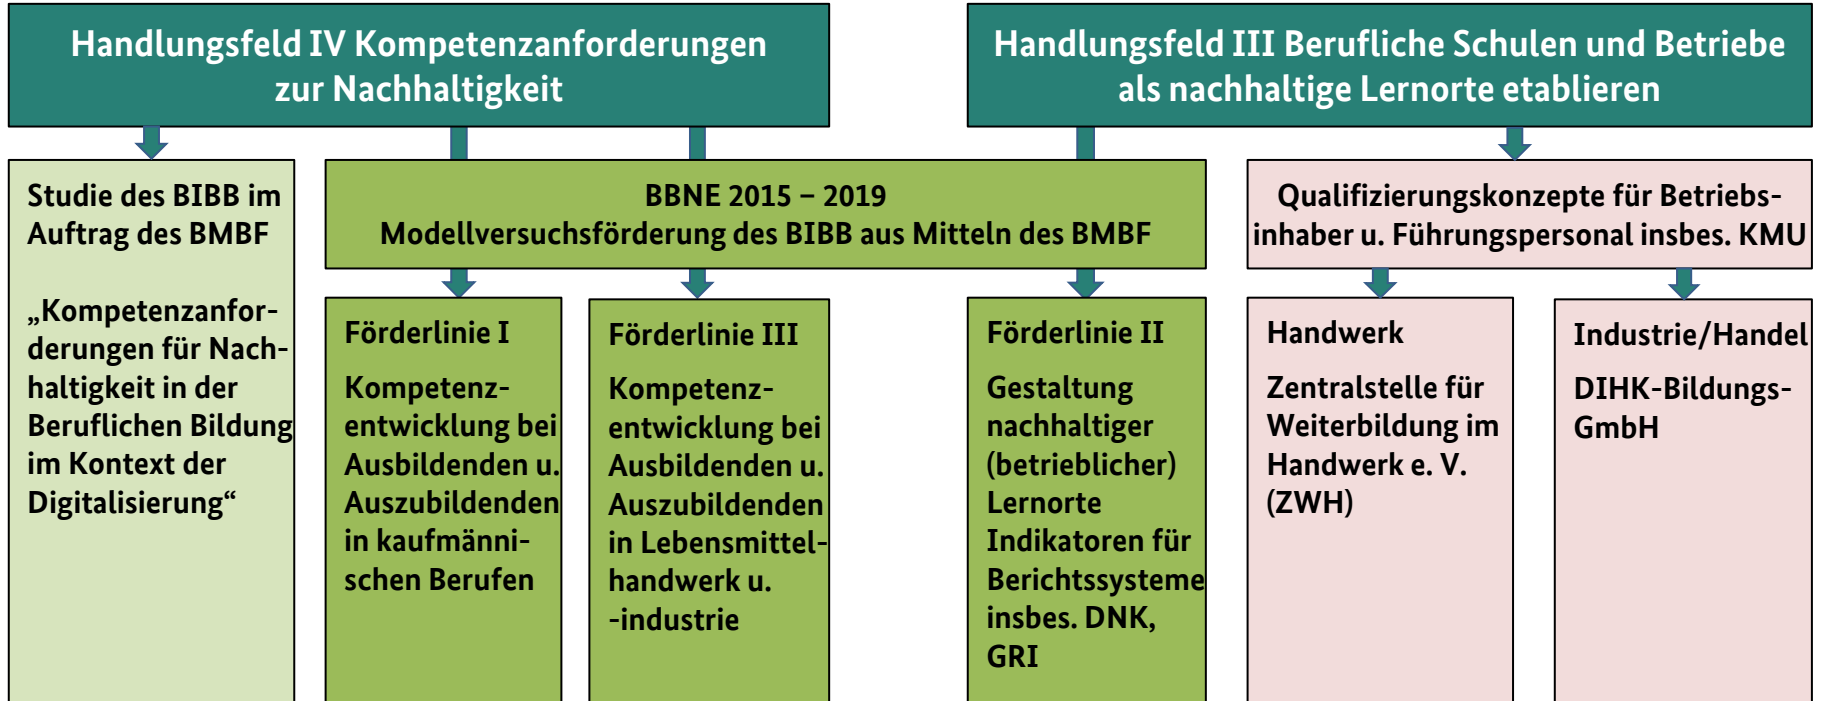 Handlungsfeld IV Kompetenzanforderungen
zur Nachhaltigkeit
Handlungsfeld III Berufliche Schulen und Betriebe
als nachhaltige Lernorte etablieren
Studie des BIBB im
Auftrag des BMBF
„Kompetenzanfor-
derungen für Nach-
haltigkeit in der
Beruflichen Bildung
im Kontext der
Digitalisierung“
BBNE 2015 – 2019
Modellversuchsförderung des BIBB aus Mitteln des BMBF
Förderlinie I
Kompetenz-
entwicklung bei
Ausbildenden u.
Auszubildenden
in kaufmänni-
schen Berufen
Förderlinie III
Kompetenz-
entwicklung bei
Ausbildenden u.
Auszubildenden
in Lebensmittel-
handwerk u.
-industrie
Förderlinie II
Gestaltung
nachhaltiger
(betrieblicher)
Lernorte
Indikatoren für
Berichtssysteme
insbes. DNK,
GRI
Qualifizierungskonzepte für Betriebs-
inhaber u. Führungspersonal insbes. KMU
Handwerk
Zentralstelle für
Weiterbildung im
Handwerk e. V.
(ZWH)
Industrie/Handel
DIHK-Bildungs-
GmbH